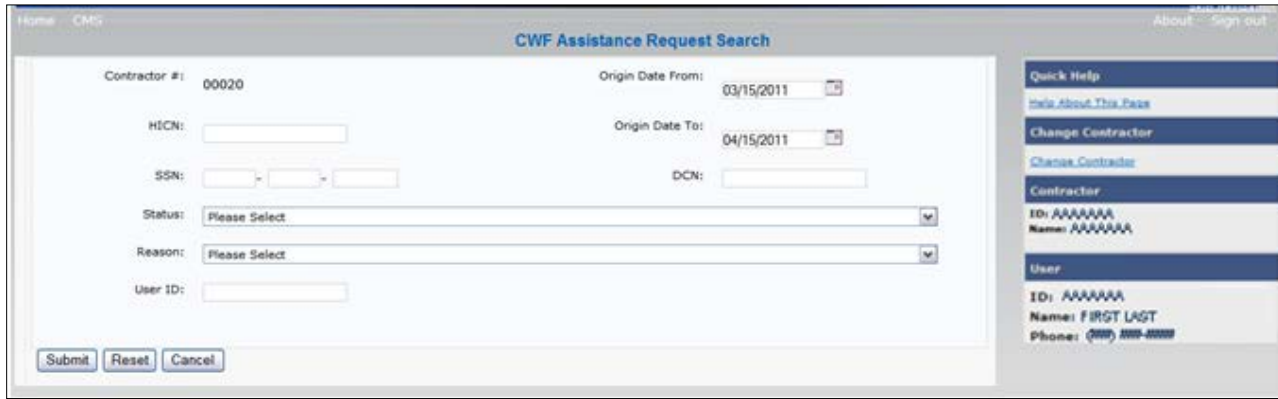 Home CMS
About Sign out
CWF Assistance Request Search
Contractor #: 00020
Origin Date From: 03/15/2011
HICN:
Origin Date To: 04/15/2011
SSN: - -
DCN:
Status: Please Select
Reason: Please Select
User ID:
Submit Reset Cancel
Quick Help
Help About This Page
Change Contractor
Change Contractor
Contractor
ID: AAAAAAA
Name: AAAAAAA
User
ID: AAAAAAA
Name: FIRST LAST
Phone: (###) ###-####